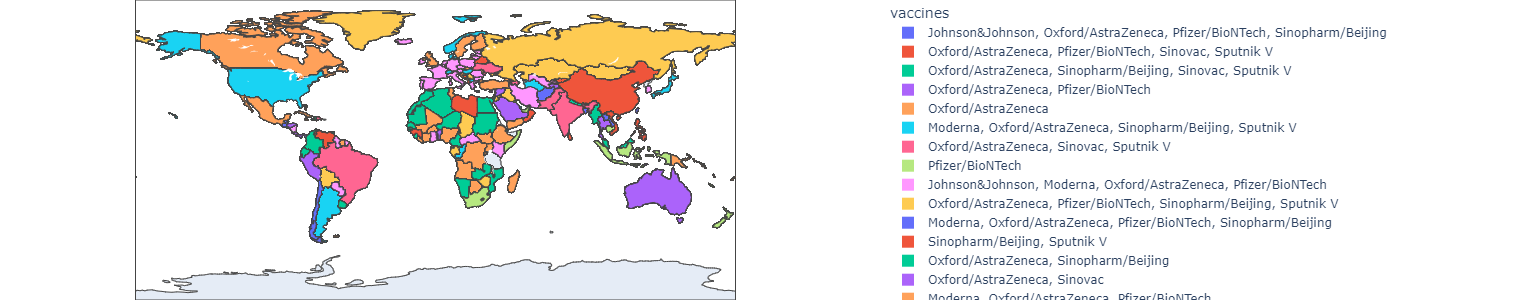 vaccines
Johnson&Johnson, Oxford/AstraZeneca, Pfizer/BioNTech, Sinopharm/Beijing
Oxford/AstraZeneca, Pfizer/BioNTech, Sinovac, Sputnik V
Oxford/AstraZeneca, Sinopharm/Beijing, Sinovac, Sputnik V
Oxford/AstraZeneca, Pfizer/BioNTech
Oxford/AstraZeneca
Moderna, Oxford/AstraZeneca, Sinopharm/Beijing, Sputnik V
Oxford/AstraZeneca, Sinovac, Sputnik V
Pfizer/BioNTech
Johnson&Johnson, Moderna, Oxford/AstraZeneca, Pfizer/BioNTech
Oxford/AstraZeneca, Pfizer/BioNTech, Sinopharm/Beijing, Sputnik V
Moderna, Oxford/AstraZeneca, Pfizer/BioNTech, Sinopharm/Beijing
Sinopharm/Beijing, Sputnik V
Oxford/AstraZeneca, Sinopharm/Beijing
Oxford/AstraZeneca, Sinovac
Moderna, Oxford/AstraZeneca, Pfizer/BioNTech